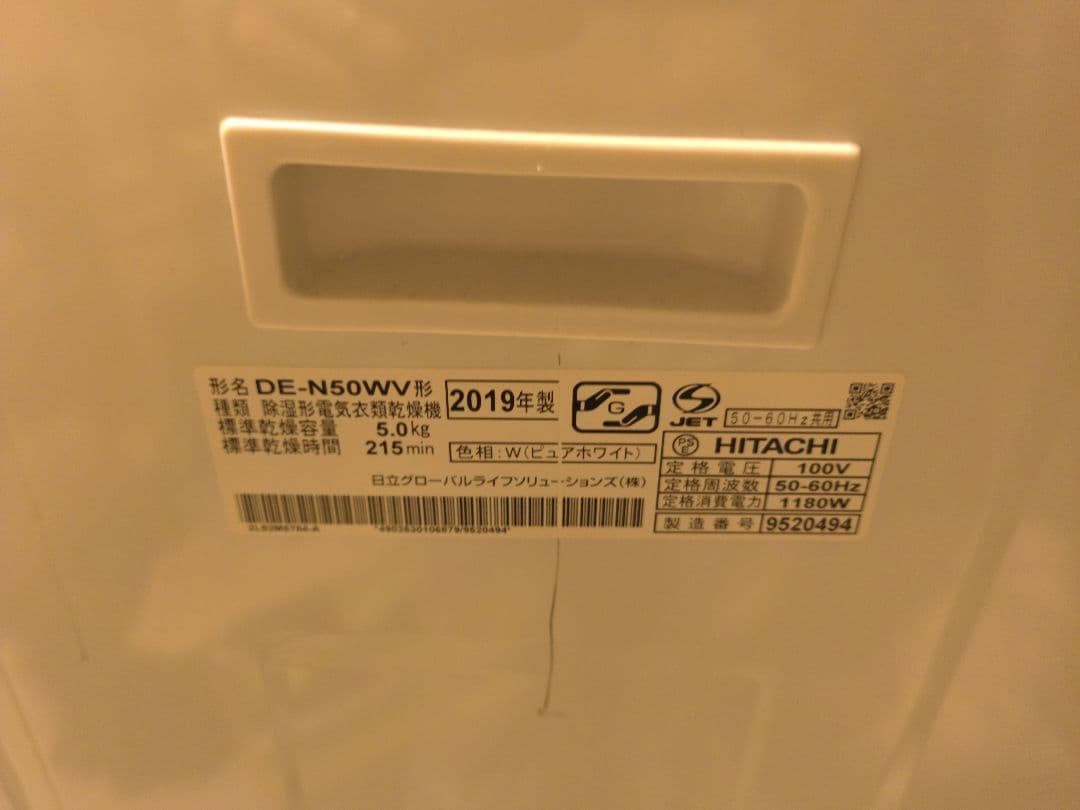 形名 DE-N50WV形
種類 除湿形電気衣類乾燥機
標準乾燥容量 5.0kg
標準乾燥時間 215min
2019年製
色相:W(ピュアホワイト)
日立グローバルライフソリューションズ(株)
G
JET
50-60Hz共用
PS
E
HITACHI
定格電圧 100V
定格周波数 50-60Hz
定格消費電力 1180W
製造番号 9520494